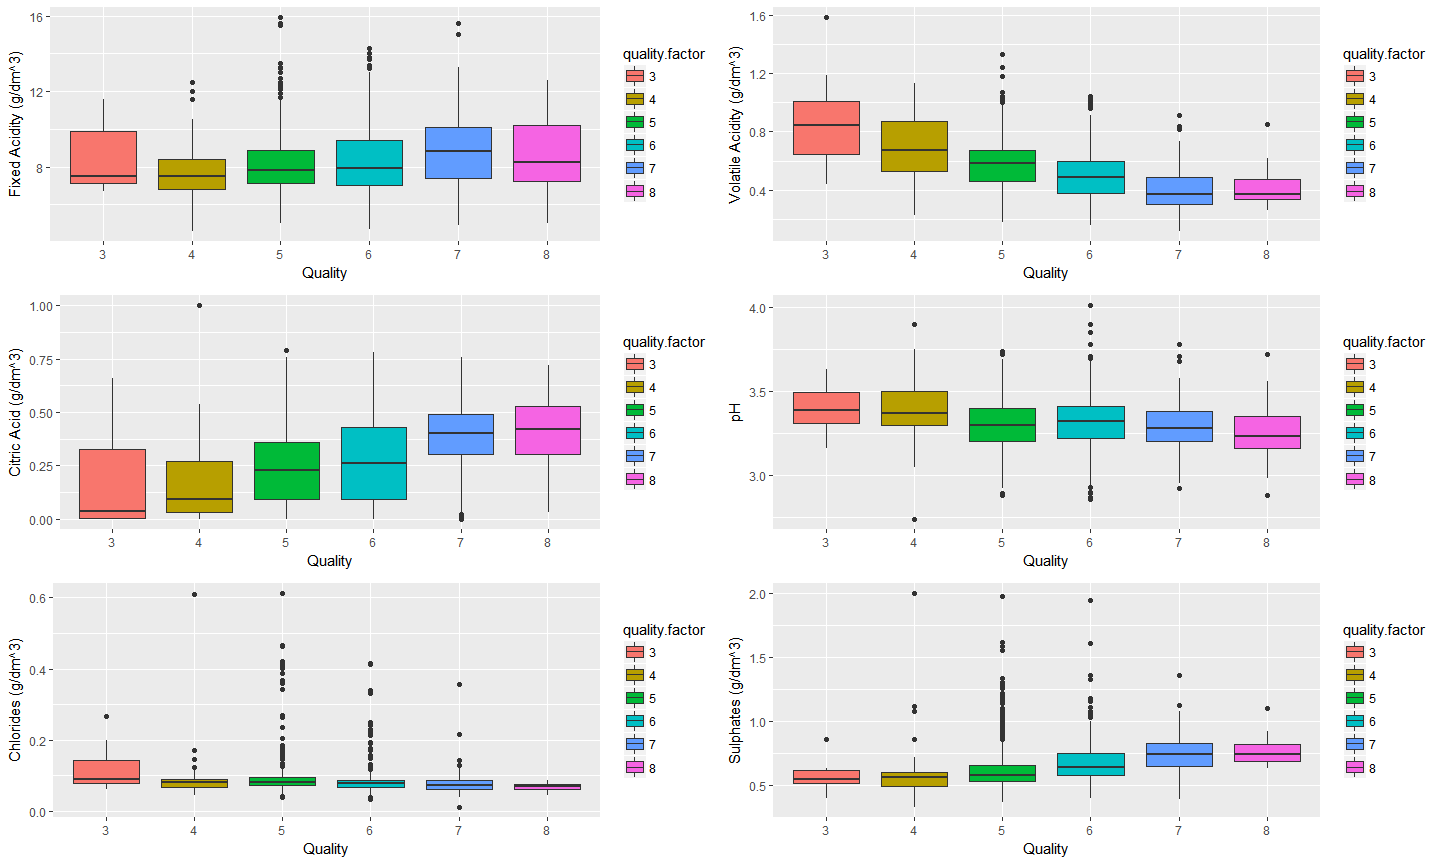 Fixed Acidity (g/dm^3)
16
12
8
3 4 5 6 7 8
Quality
quality.factor
3
4
5
6
7
8
Volatile Acidity (g/dm^3)
1.6
1.2
0.8
0.4
3 4 5 6 7 8
Quality
quality.factor
3
4
5
6
7
8
Citric Acid (g/dm^3)
1.00
0.75
0.50
0.25
0.00
3 4 5 6 7 8
Quality
quality.factor
3
4
5
6
7
8
pH
4.0
3.5
3.0
3 4 5 6 7 8
Quality
quality.factor
3
4
5
6
7
8
Chlorides (g/dm^3)
0.6
0.4
0.2
0.0
3 4 5 6 7 8
Quality
quality.factor
3
4
5
6
7
8
Sulphates (g/dm^3)
2.0
1.5
1.0
0.5
3 4 5 6 7 8
Quality
quality.factor
3
4
5
6
7
8